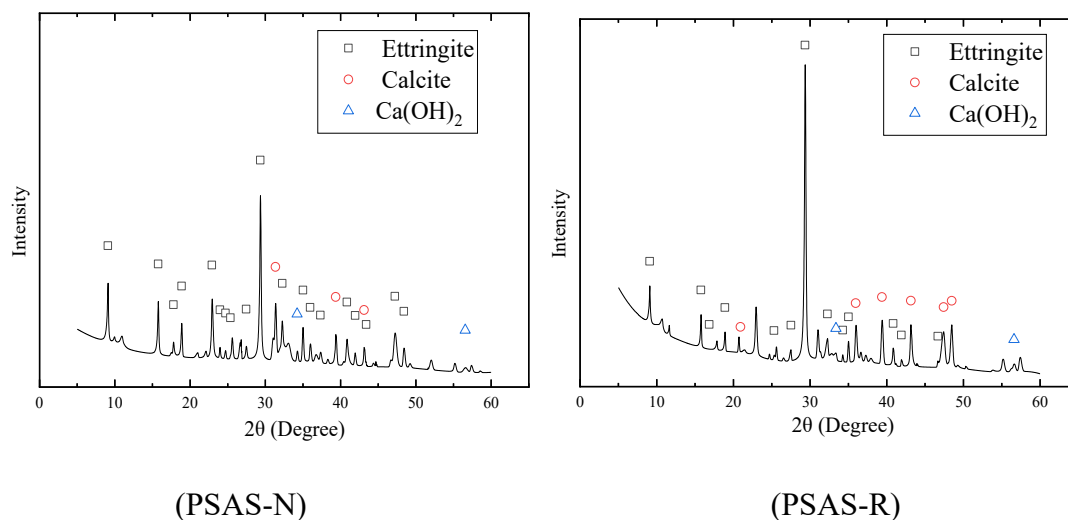 Ettringite
Calcite
Ca(OH)2
Intensity
0 10 20 30 40 50 60
2θ (Degree)
(PSAS-N)
Ettringite
Calcite
Ca(OH)2
Intensity
0 10 20 30 40 50 60
2θ (Degree)
(PSAS-R)